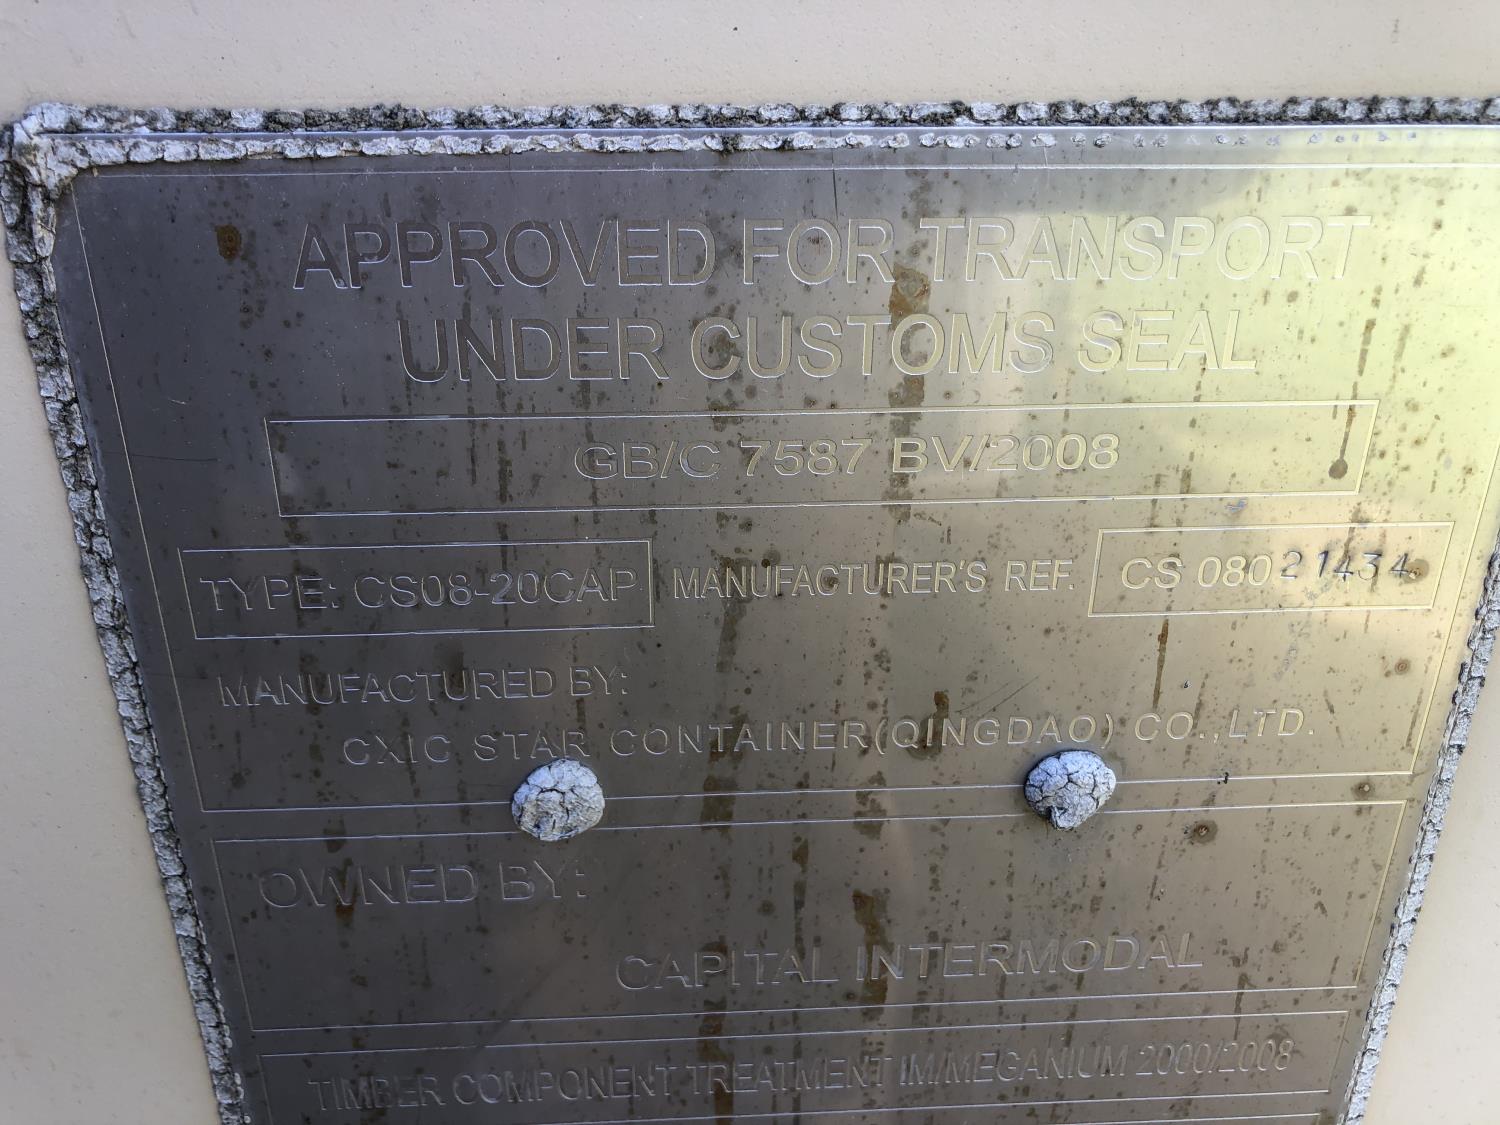 APPROVED FOR TRANSPORT
UNDER CUSTOMS SEAL
GB/C 7587 BV/2008
TYPE: CS08-20CAP MANUFACTURER'S REF. CS 08021434
MANUFACTURED BY:
CXIC STAR CONTAINER(QINGDAO) CO.,LTD.
OWNED BY:
CAPITAL INTERMODAL
TIMBER COMPONENT TREATMENT IM/MEGANIUM 2000/2008